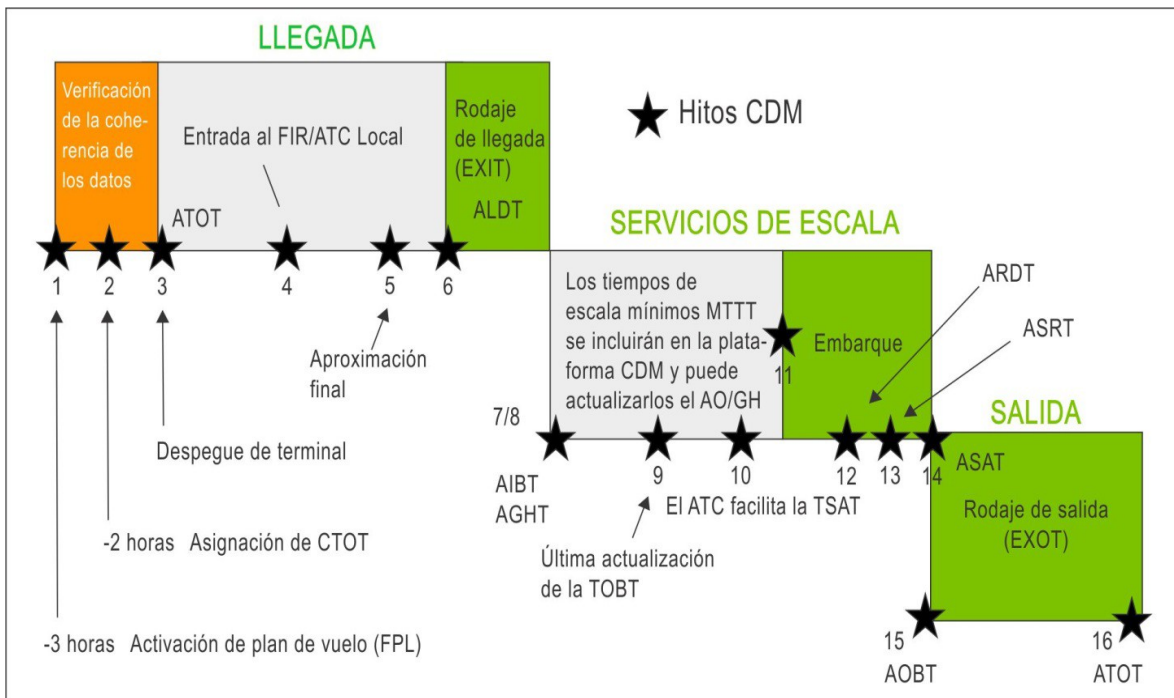 LLEGADA
Verificación
de la cohe-
rencia de
los datos
Entrada al FIR/ATC Local
Rodaje
de llegada
(EXIT)
ALDT
ATOT
Hitos CDM
1
2
3
4
5
6
Aproximación
final
Despegue de terminal
-2 horas Asignación de CTOT
-3 horas Activación de plan de vuelo (FPL)
SERVICIOS DE ESCALA
Los tiempos de
escala mínimos MTTT
se incluirán en la plata-
forma CDM y puede
actualizarlos el AO/GH
Embarque
11
ARDT
ASRT
7/8
AIBT
AGHT
9
10
12
13
14
El ATC facilita la TSAT
Última actualización
de la TOBT
SALIDA
ASAT
Rodaje de salida
(EXOT)
15
AOBT
16
ATOT